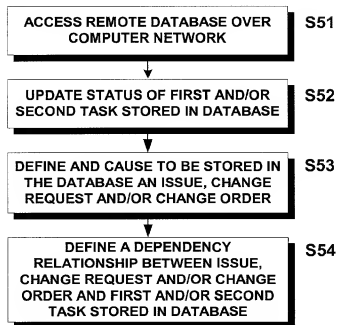 ACCESS REMOTE DATABASE OVER
COMPUTER NETWORK
S51
UPDATE STATUS OF FIRST AND/OR
SECOND TASK STORED IN DATABASE
S52
DEFINE AND CAUSE TO BE STORED IN
THE DATABASE AN ISSUE, CHANGE
REQUEST AND/OR CHANGE ORDER
S53
DEFINE A DEPENDENCY
RELATIONSHIP BETWEEN ISSUE,
CHANGE REQUEST AND/OR CHANGE
ORDER AND FIRST AND/OR SECOND
TASK STORED IN DATABASE
S54